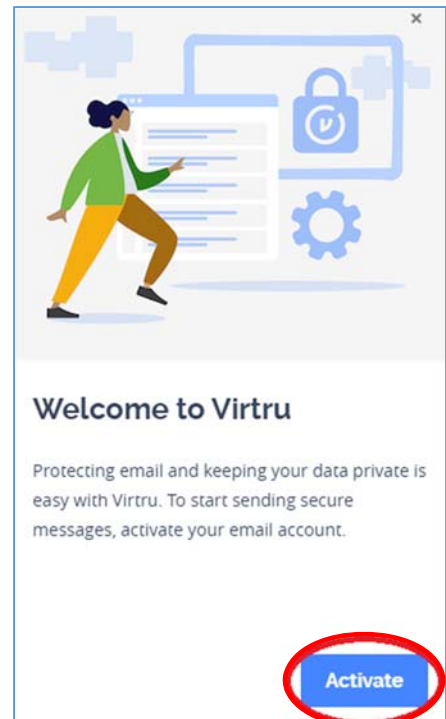 Welcome to Virtru
Protecting email and keeping your data private is
easy with Virtru. To start sending secure
messages, activate your email account.
Activate